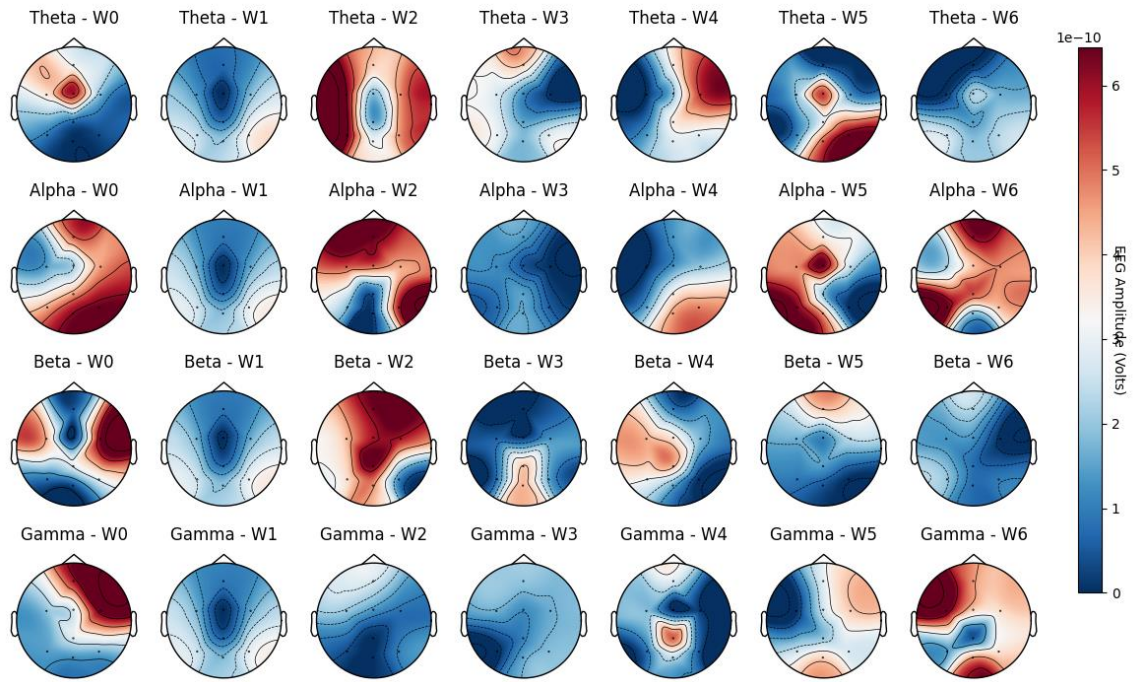 Theta - W0 Theta - W1 Theta - W2 Theta - W3 Theta - W4 Theta - W5 Theta - W6
1e−10
6
5
Alpha - W0 Alpha - W1 Alpha - W2 Alpha - W3 Alpha - W4 Alpha - W5 Alpha - W6
4
EEG Amplitude (Volts)
3
Beta - W0 Beta - W1 Beta - W2 Beta - W3 Beta - W4 Beta - W5 Beta - W6
2
1
Gamma - W0 Gamma - W1 Gamma - W2 Gamma - W3 Gamma - W4 Gamma - W5 Gamma - W6
0